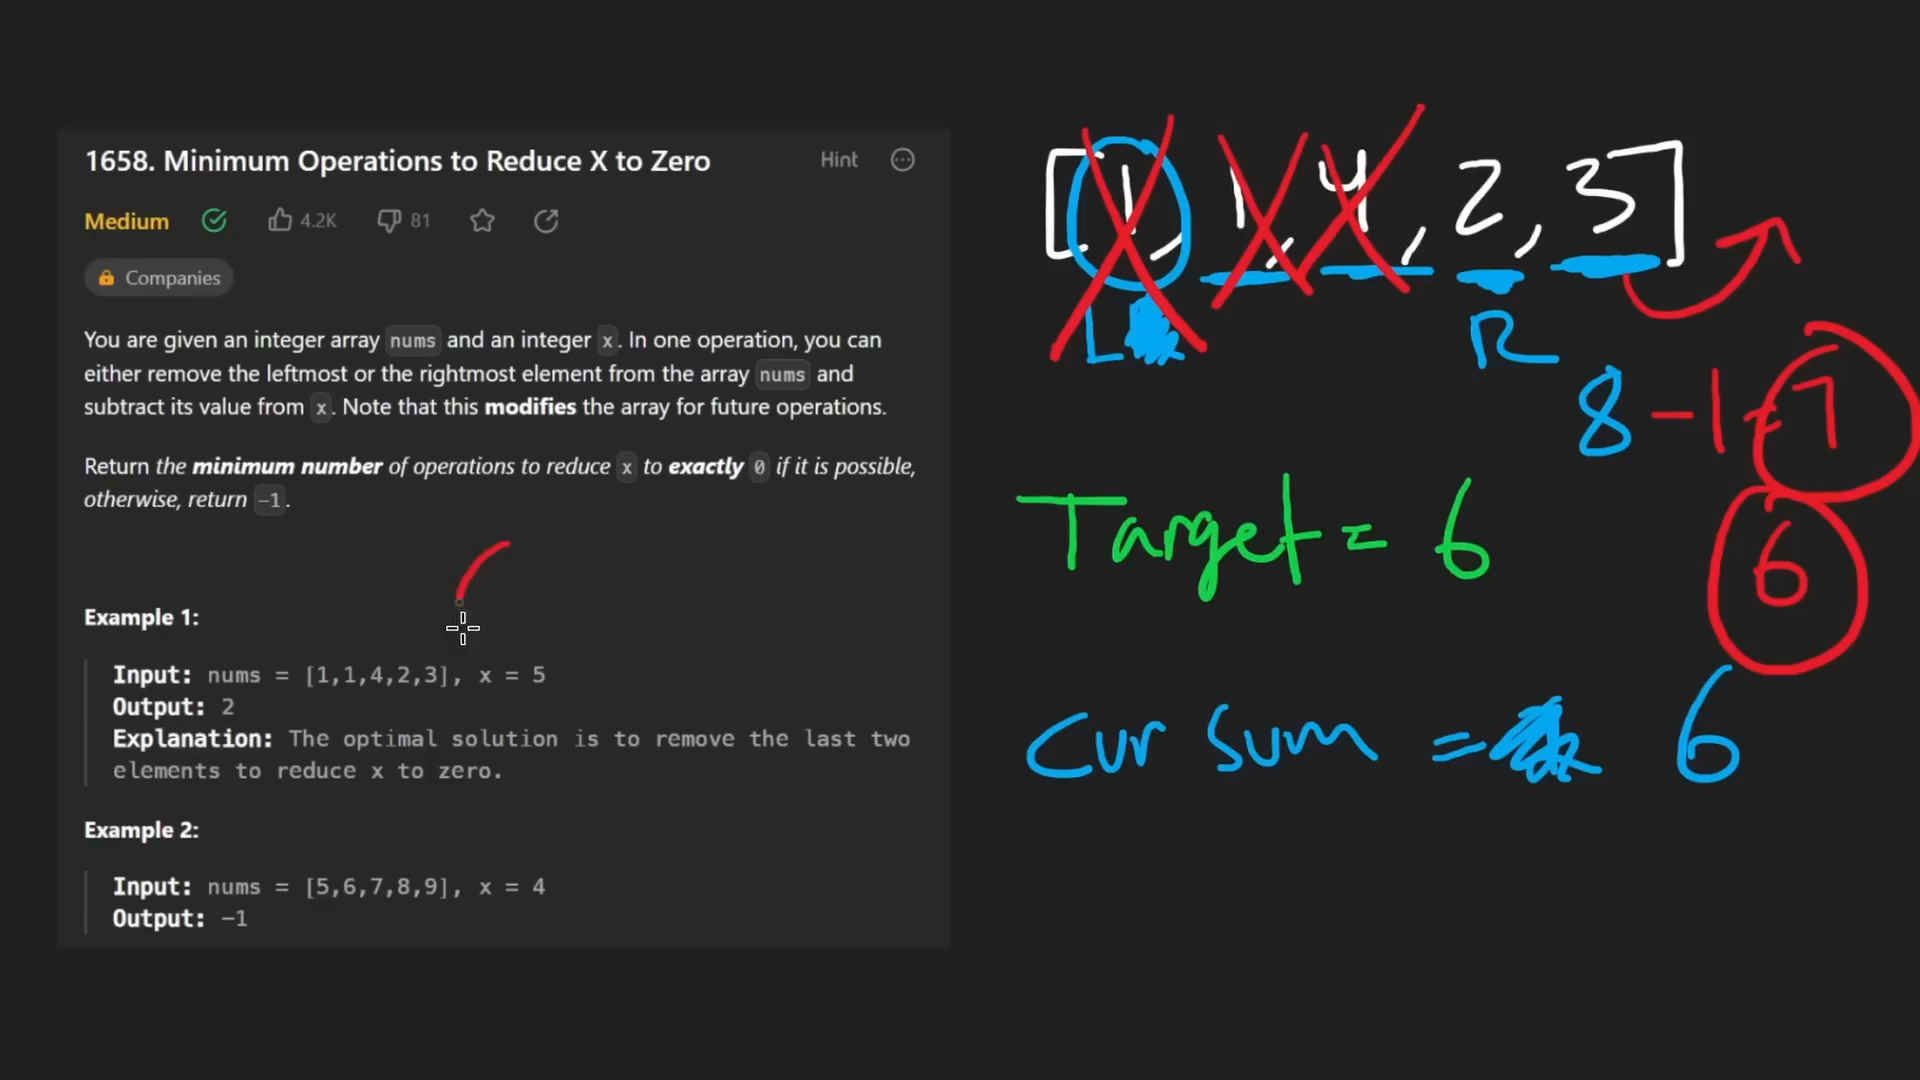 1658. Minimum Operations to Reduce X to Zero
Hint
Medium 4.2K 81
Companies
You are given an integer array nums and an integer x. In one operation, you can
either remove the leftmost or the rightmost element from the array nums and
subtract its value from x. Note that this modifies the array for future operations.
Return the minimum number of operations to reduce x to exactly 0 if it is possible,
otherwise, return -1.
Example 1:
Input: nums = [1,1,4,2,3], x = 5
Output: 2
Explanation: The optimal solution is to remove the last two
elements to reduce x to zero.
Example 2:
Input: nums = [5,6,7,8,9], x = 4
Output: -1
[1, 1, 4, 2, 3]
L R
8 - 1 = 7
Target = 6
6
Cur Sum = 6